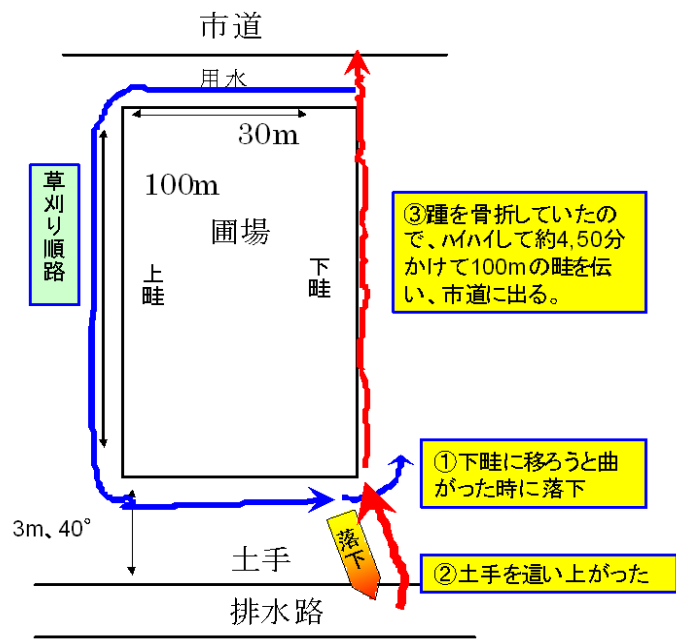 市道
用水
30m
100m
圃場
草刈り順路
上畦
下畦
③踵を骨折していたの
で、ハイハイして約4,50分
かけて100mの畦を伝
い、市道に出る。
①下畦に移ろうと曲
がった時に落下
3m、40°
落下
土手
②土手を這い上がった
排水路